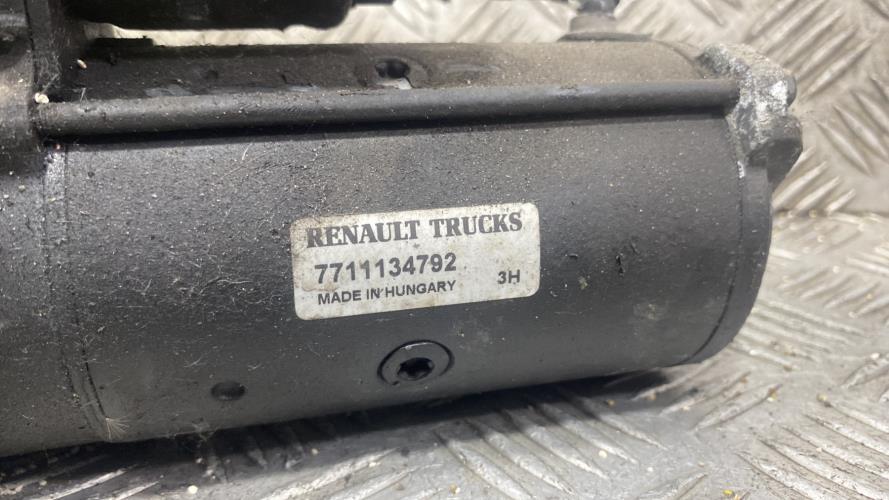 RENAULT TRUCKS
7711134792
MADE IN HUNGARY 3H